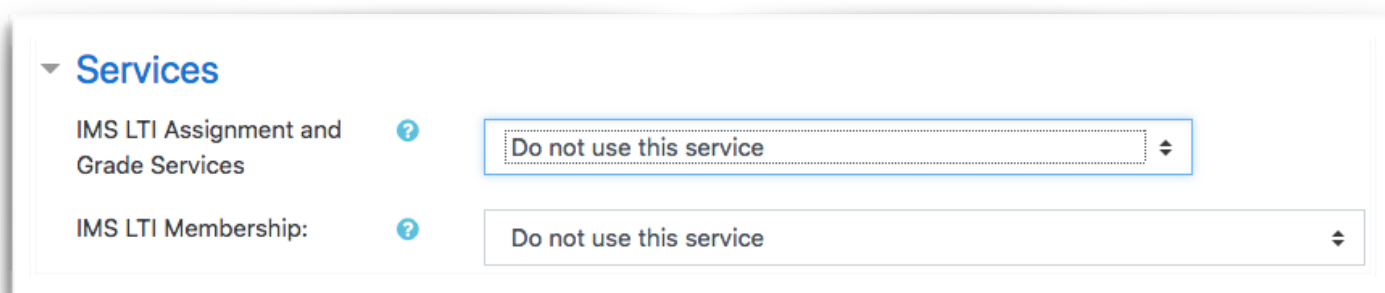 Services
IMS LTI Assignment and
Grade Services
Do not use this service
IMS LTI Membership:
Do not use this service